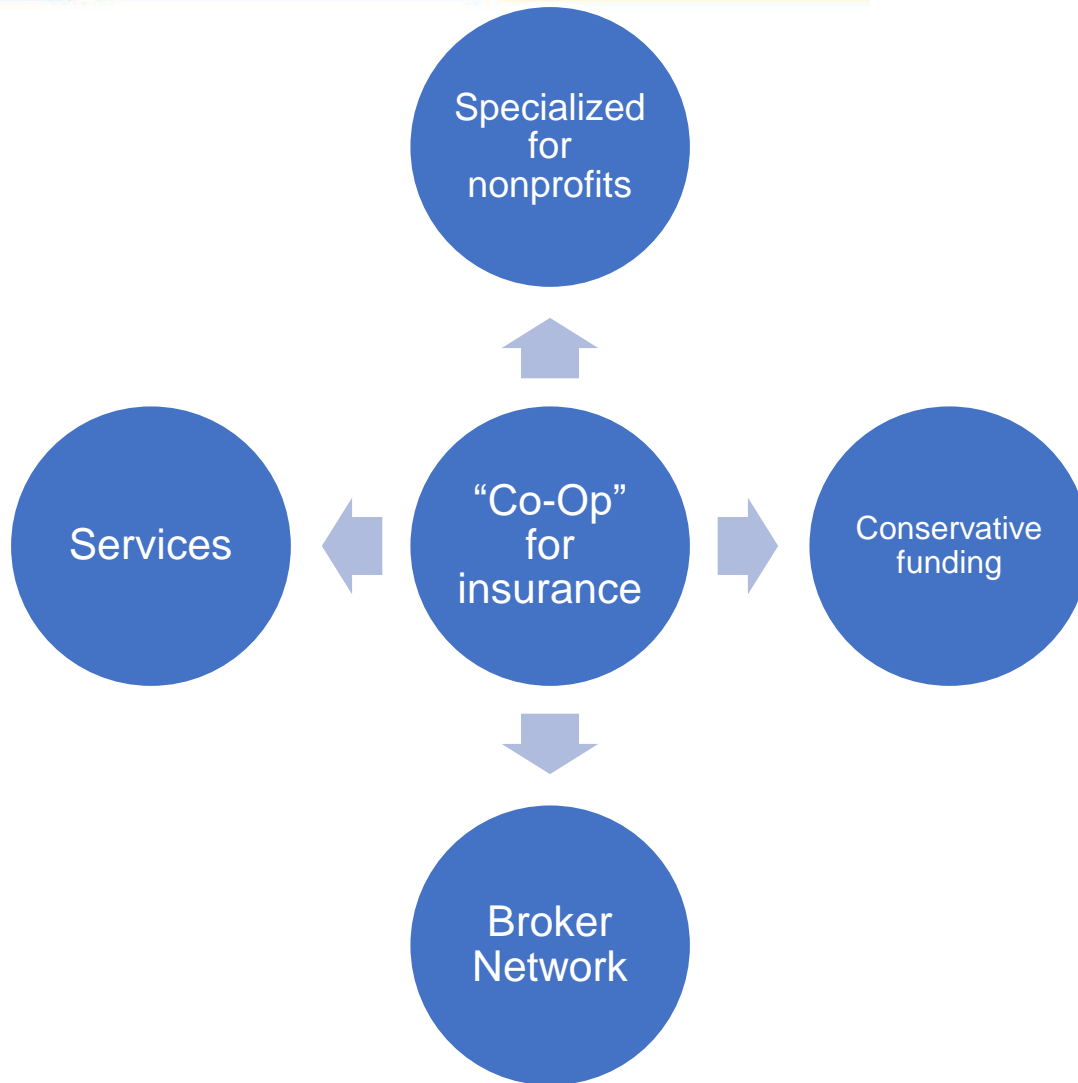 Specialized
for
nonprofits
Services
“Co-Op”
for
insurance
Conservative
funding
Broker
Network